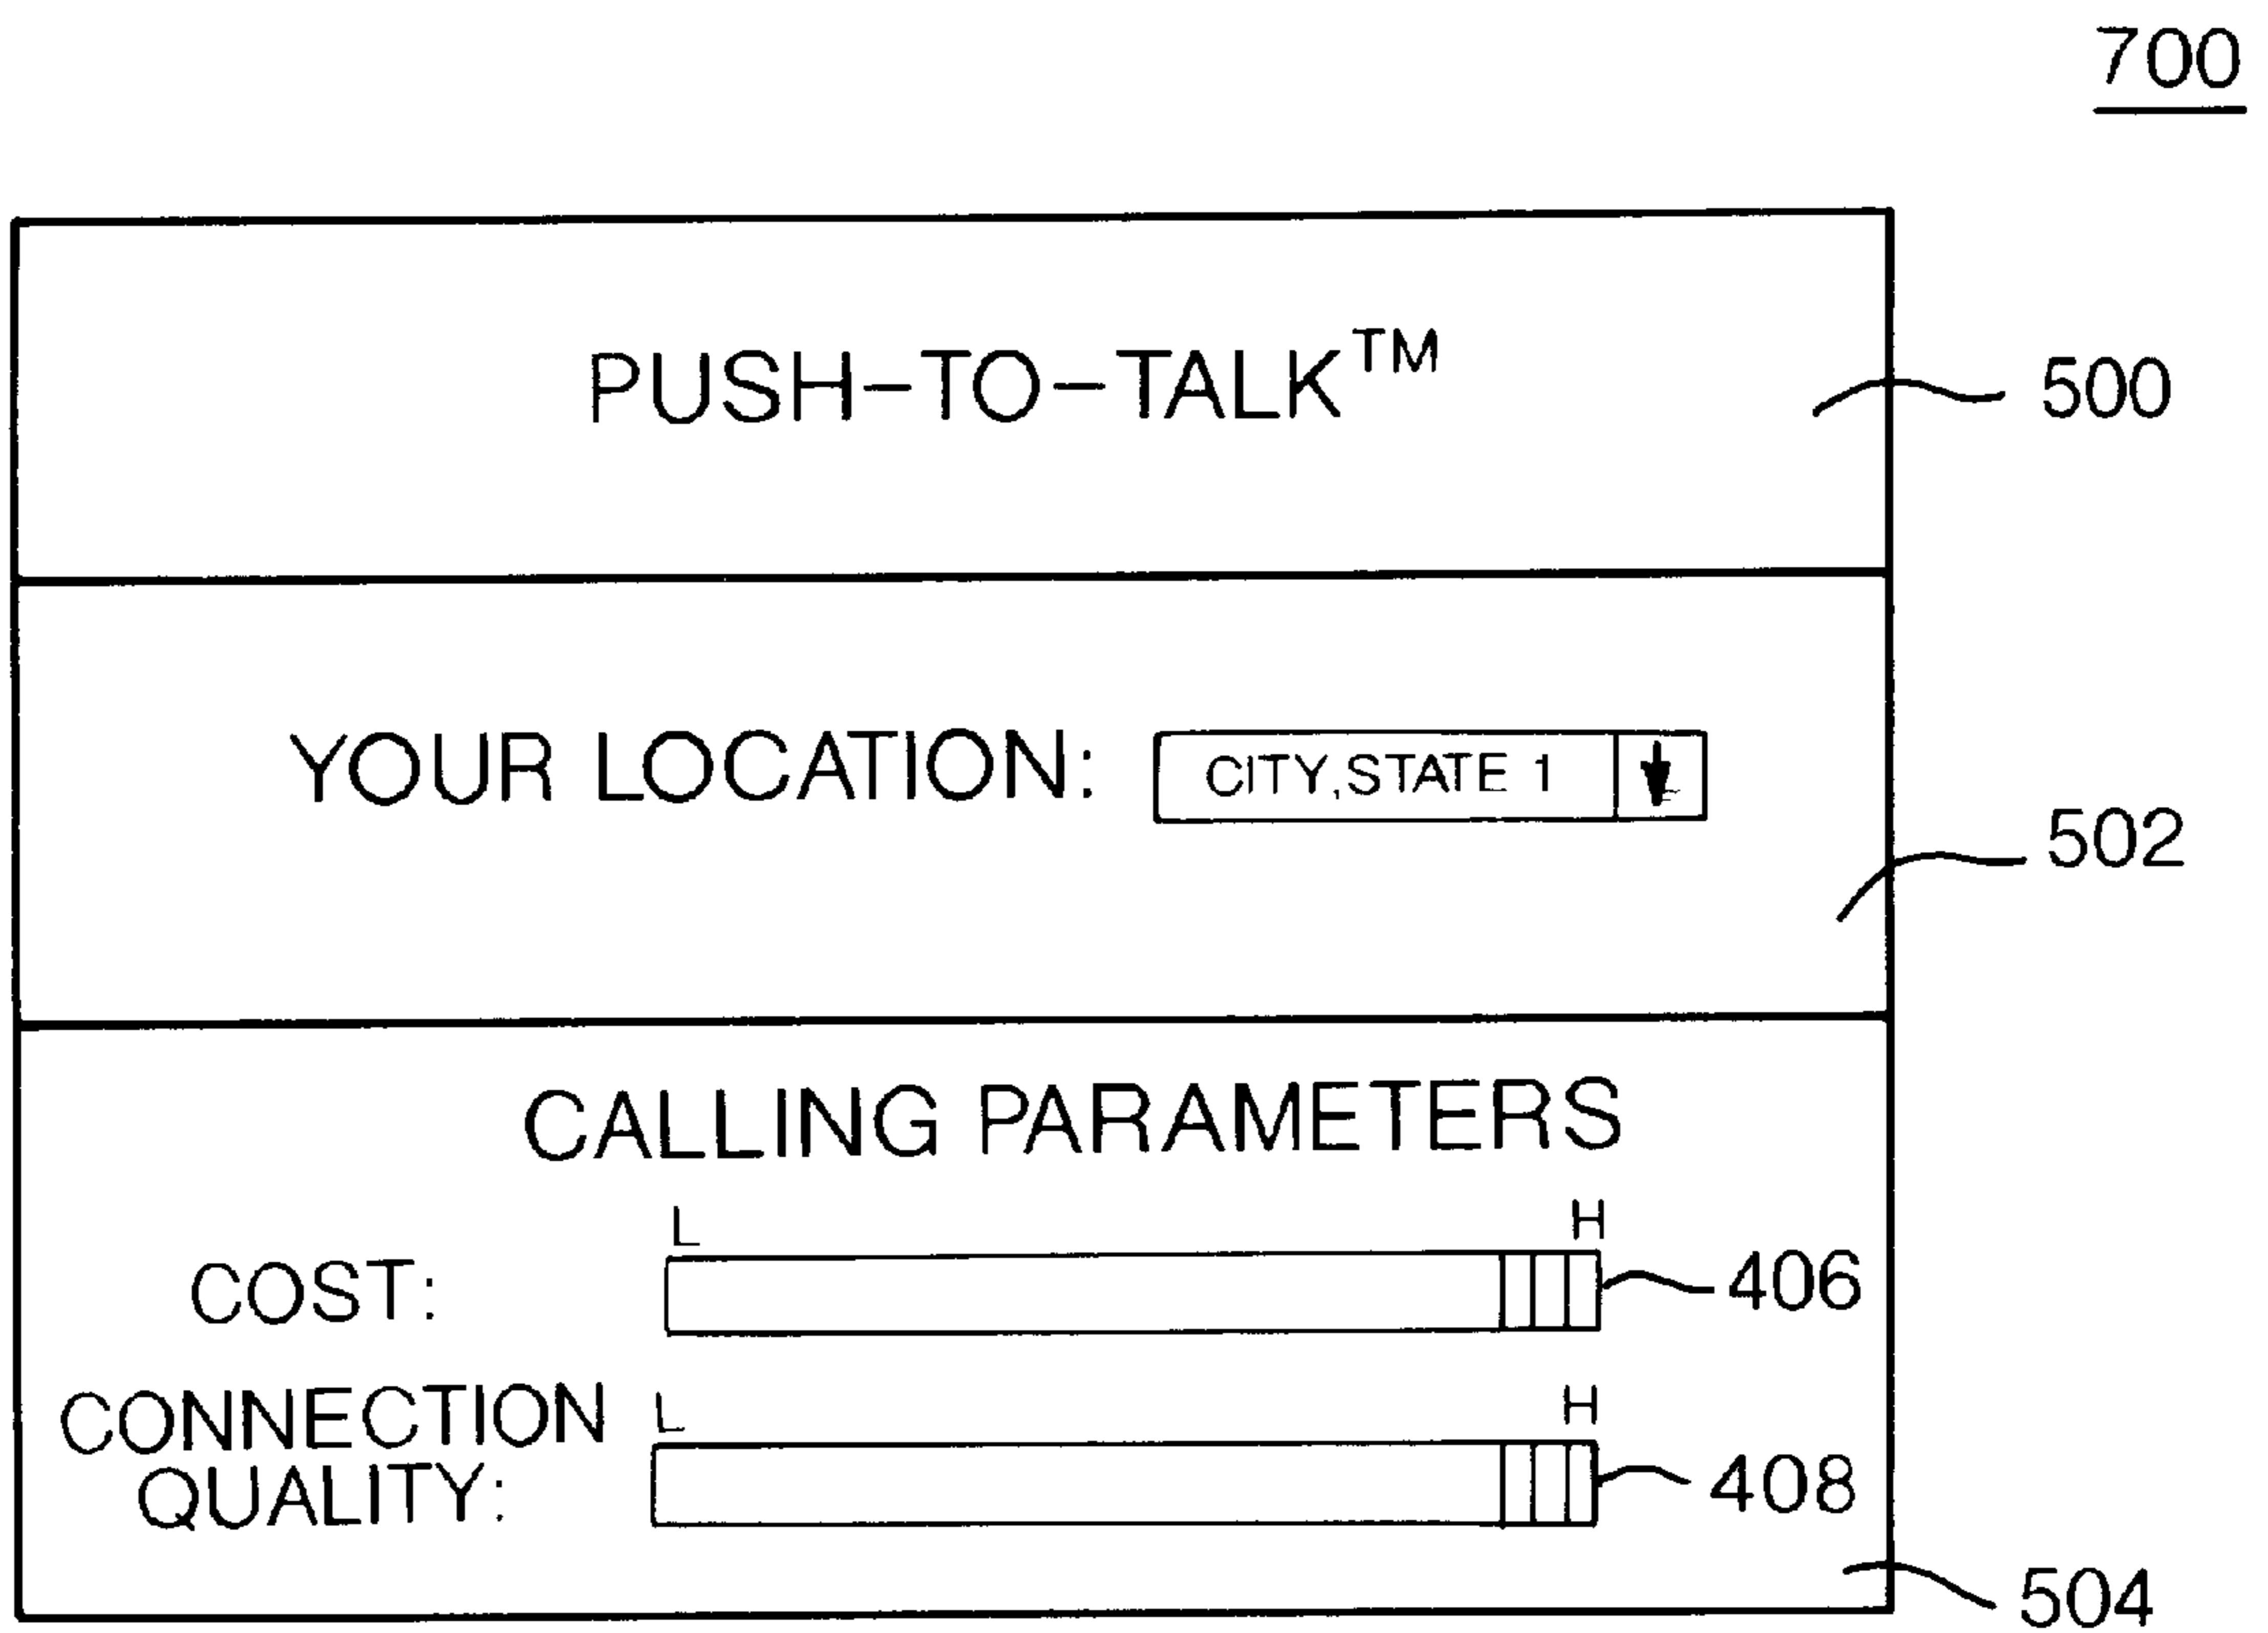 700
PUSH-TO-TALK™
500
YOUR LOCATION: CITY,STATE 1
502
CALLING PARAMETERS
L H
COST: 406
CONNECTION L H
QUALITY: 408
504